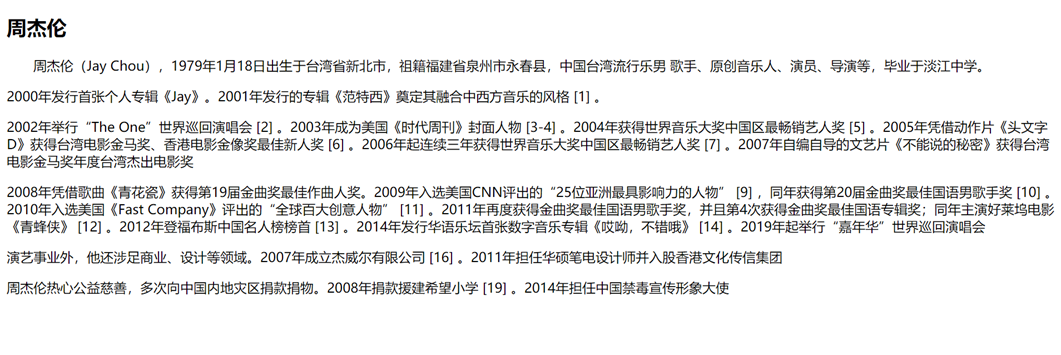 周杰伦
周杰伦（Jay Chou），1979年1月18日出生于台湾省新北市，祖籍福建省泉州市永春县，中国台湾流行乐男 歌手、原创音乐人、演员、导演等，毕业于淡江中学。
2000年发行首张个人专辑《Jay》。2001年发行的专辑《范特西》奠定其融合中西方音乐的风格 [1] 。
2002年举行“The One”世界巡回演唱会 [2] 。2003年成为美国《时代周刊》封面人物 [3-4] 。2004年获得世界音乐大奖中国区最畅销艺人奖 [5] 。2005年凭借动作片《头文字
D》获得台湾电影金马奖、香港电影金像奖最佳新人奖 [6] 。2006年起连续三年获得世界音乐大奖中国区最畅销艺人奖 [7] 。2007年自编自导的文艺片《不能说的秘密》获得台湾
电影金马奖年度台湾杰出电影奖
2008年凭借歌曲《青花瓷》获得第19届金曲奖最佳作曲人奖。2009年入选美国CNN评出的“25位亚洲最具影响力的人物” [9] ，同年获得第20届金曲奖最佳国语男歌手奖 [10] 。
2010年入选美国《Fast Company》评出的“全球百大创意人物” [11] 。2011年再度获得金曲奖最佳国语男歌手奖，并且第4次获得金曲奖最佳国语专辑奖；同年主演好莱坞电影
《青蜂侠》 [12] 。2012年登福布斯中国名人榜榜首 [13] 。2014年发行华语乐坛首张数字音乐专辑《哎呦，不错哦》 [14] 。2019年起举行“嘉年华”世界巡回演唱会
演艺事业外，他还涉足商业、设计等领域。2007年成立杰威尔有限公司 [16] 。2011年担任华硕笔电设计师并入股香港文化传信集团
周杰伦热心公益慈善，多次向中国内地灾区捐款捐物。2008年捐款援建希望小学 [19] 。2014年担任中国禁毒宣传形象大使